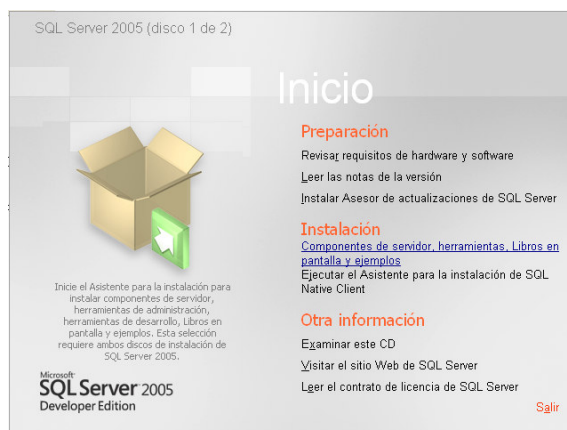 SQL Server 2005 (disco 1 de 2)
Inicio
Preparación
Revisar requisitos de hardware y software
Leer las notas de la versión
Instalar Asesor de actualizaciones de SQL Server
Instalación
Componentes de servidor, herramientas, Libros en
pantalla y ejemplos
Ejecutar el Asistente para la instalación de SQL
Native Client
Otra información
Examinar este CD
Visitar el sitio Web de SQL Server
Leer el contrato de licencia de SQL Server
Salir
Inicie el Asistente para la instalación para
instalar componentes de servidor,
herramientas de administración,
herramientas de desarrollo, Libros en
pantalla y ejemplos. Esta selección
requiere ambos discos de instalación de
SQL Server 2005.
Microsoft
SQL Server 2005
Developer Edition